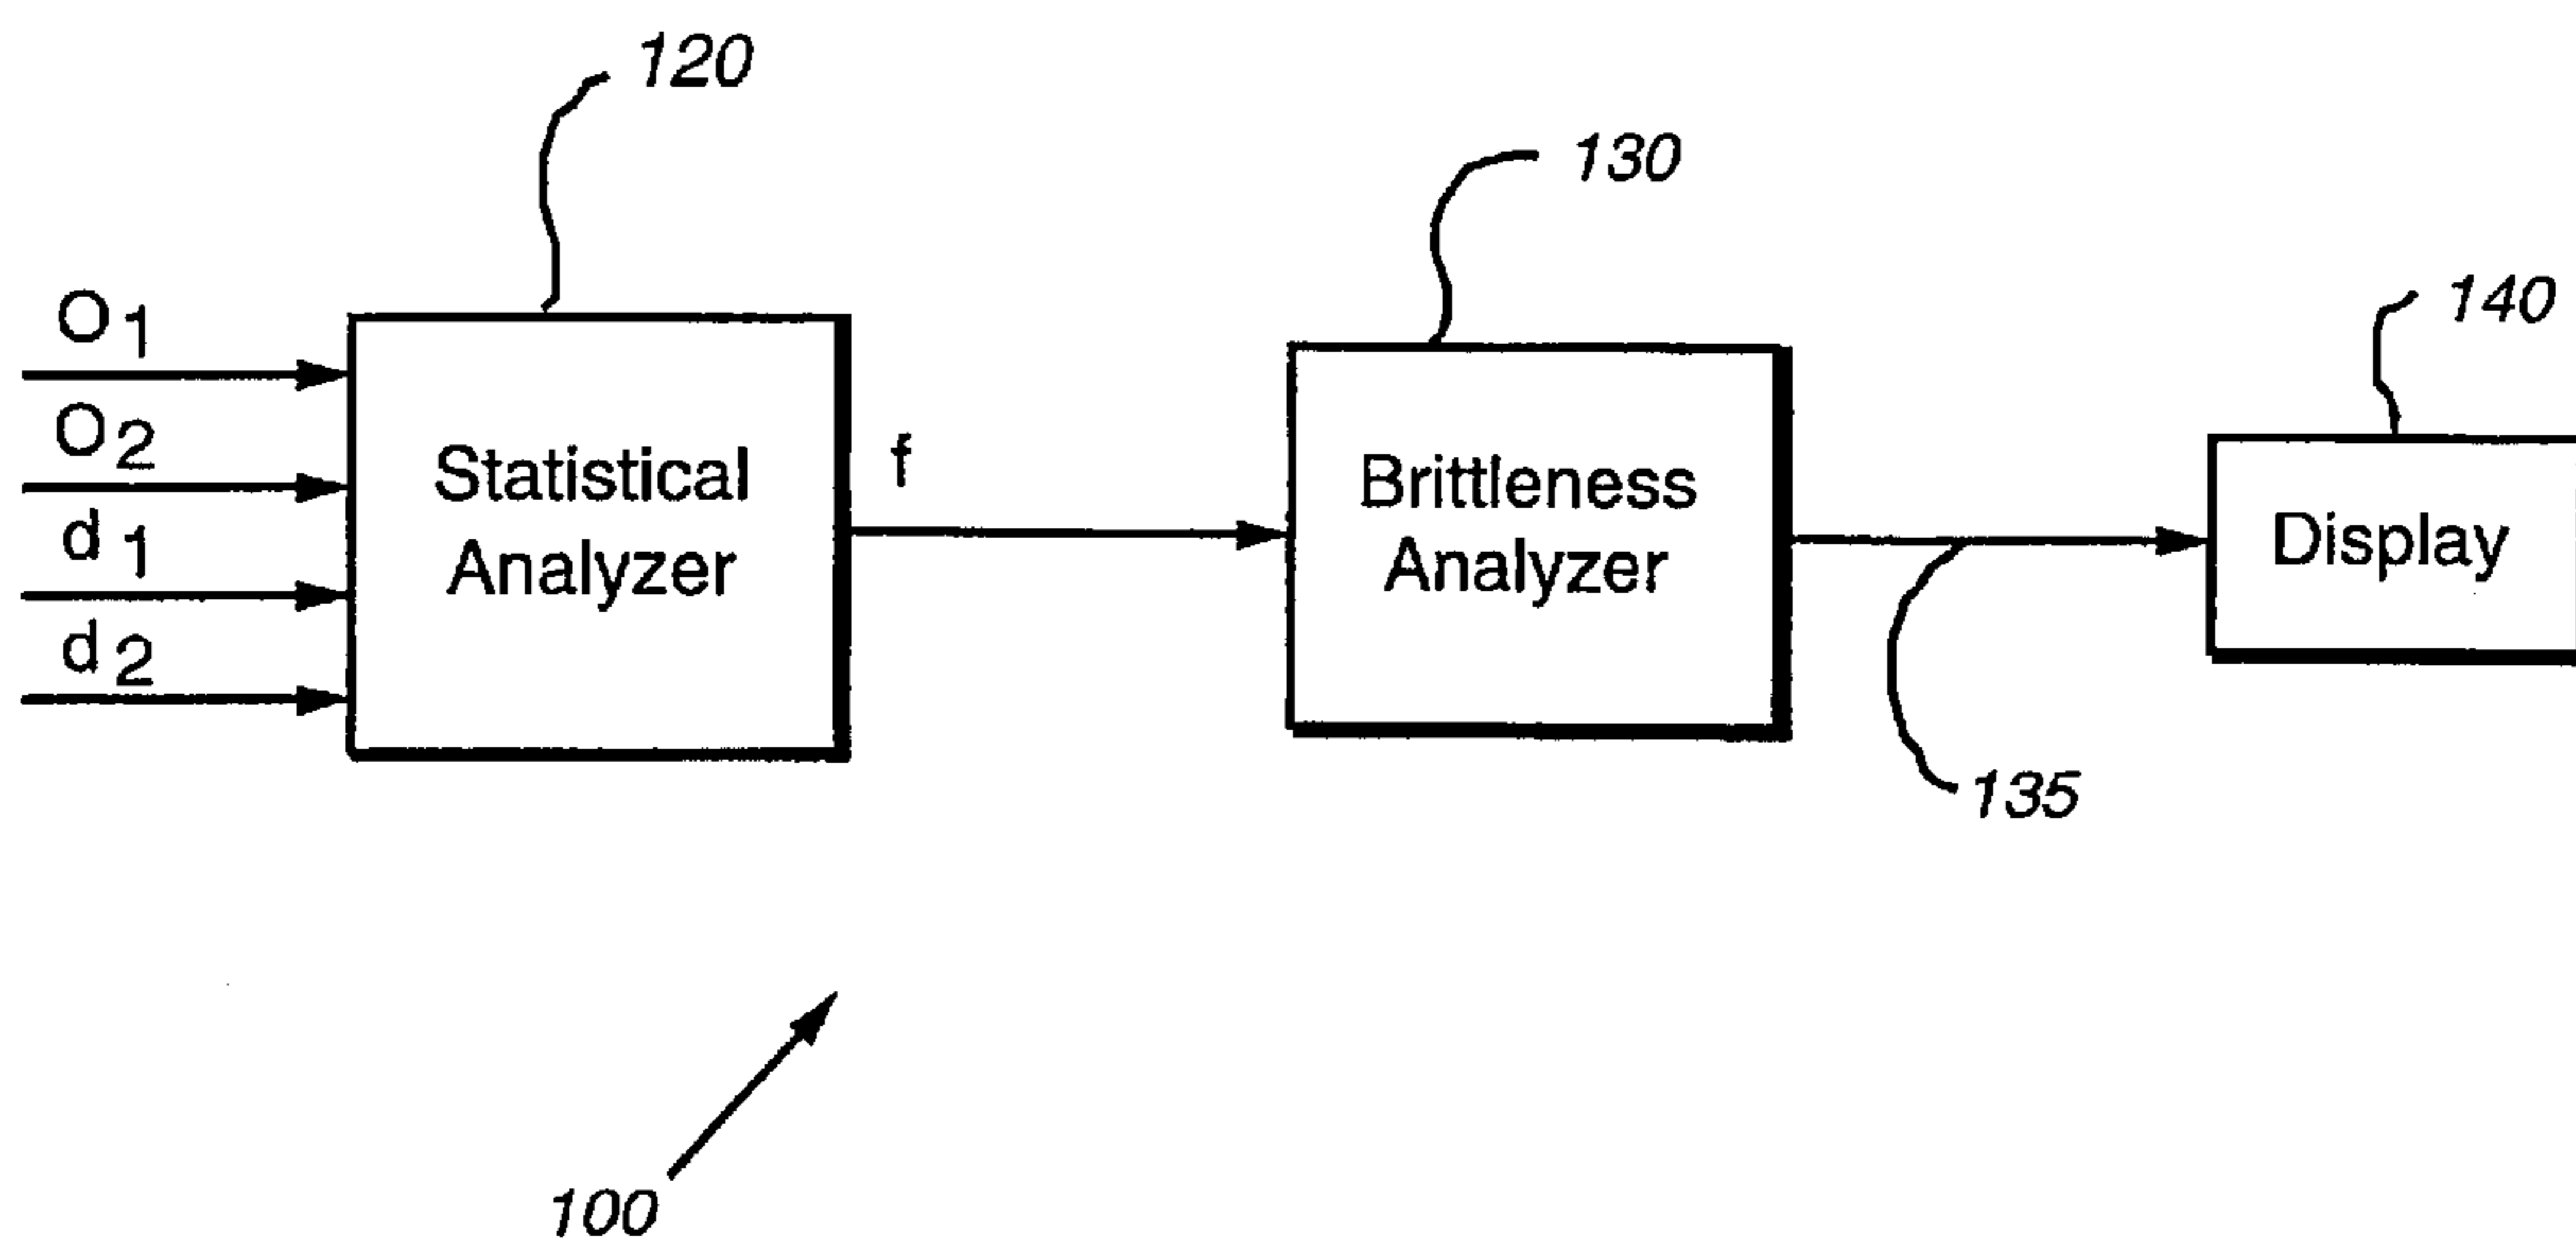 120
130
140
O1
O2
d1
d2
Statistical
Analyzer
f
Brittleness
Analyzer
Display
135
100